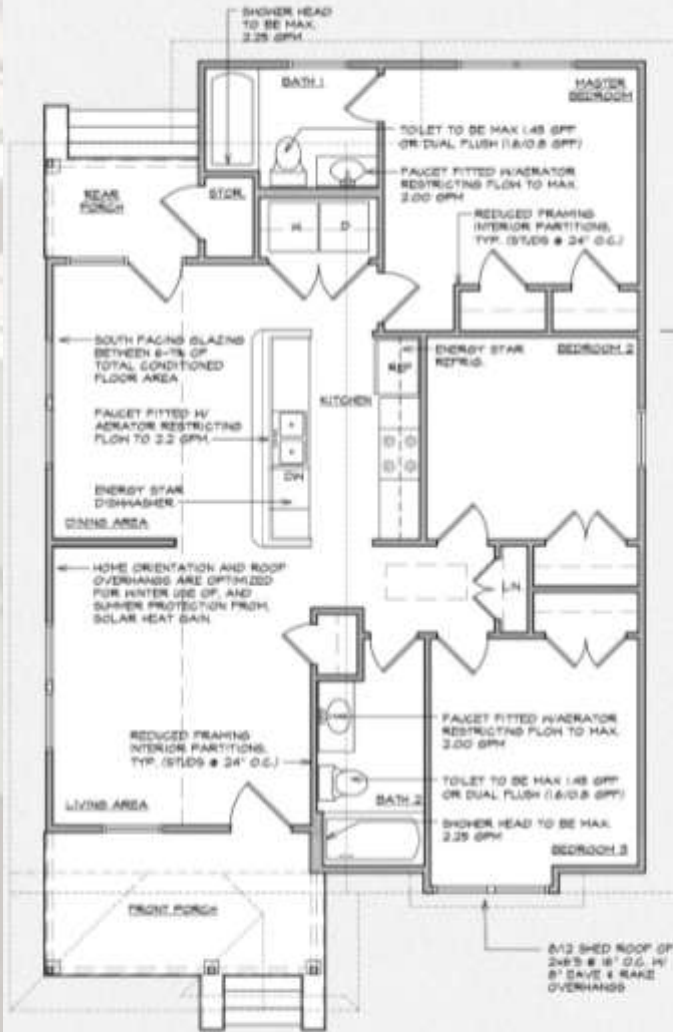 SHOWER HEAD
TO BE MAX.
2.25 GPM
BATH 1
MASTER
BEDROOM
TOILET TO BE MAX 1.45 GPF
OR DUAL FLUSH (1.6/0.8 GPF)
FAUCET FITTED W/AERATOR
RESTRICTING FLOW TO MAX.
2.00 GPM
REAR
PORCH
STOR.
W
D
REDUCED FRAMING
INTERIOR PARTITIONS,
TYP. (STUDS @ 24" O.C.)
SOUTH FACING GLAZING
BETWEEN 6-7% OF
TOTAL CONDITIONED
FLOOR AREA
ENERGY STAR
REFRIG.
BEDROOM 2
REF
KITCHEN
FAUCET FITTED W/
AERATOR RESTRICTING
FLOW TO 2.2 GPM.
DW
ENERGY STAR
DISHWASHER
DINING AREA
HOME ORIENTATION AND ROOF
OVERHANGS ARE OPTIMIZED
FOR WINTER USE OF, AND
SUMMER PROTECTION FROM,
SOLAR HEAT GAIN.
LN
REDUCED FRAMING
INTERIOR PARTITIONS,
TYP. (STUDS @ 24" O.C.)
FAUCET FITTED W/AERATOR
RESTRICTING FLOW TO MAX.
2.00 GPM
TOILET TO BE MAX 1.45 GPF
OR DUAL FLUSH (1.6/0.8 GPF)
BATH 2
LIVING AREA
SHOWER HEAD TO BE MAX.
2.25 GPM
BEDROOM 3
FRONT PORCH
8/12 SHED ROOF OF
2x6'S @ 16" O.C. W/
8" EAVE & RAKE
OVERHANGS